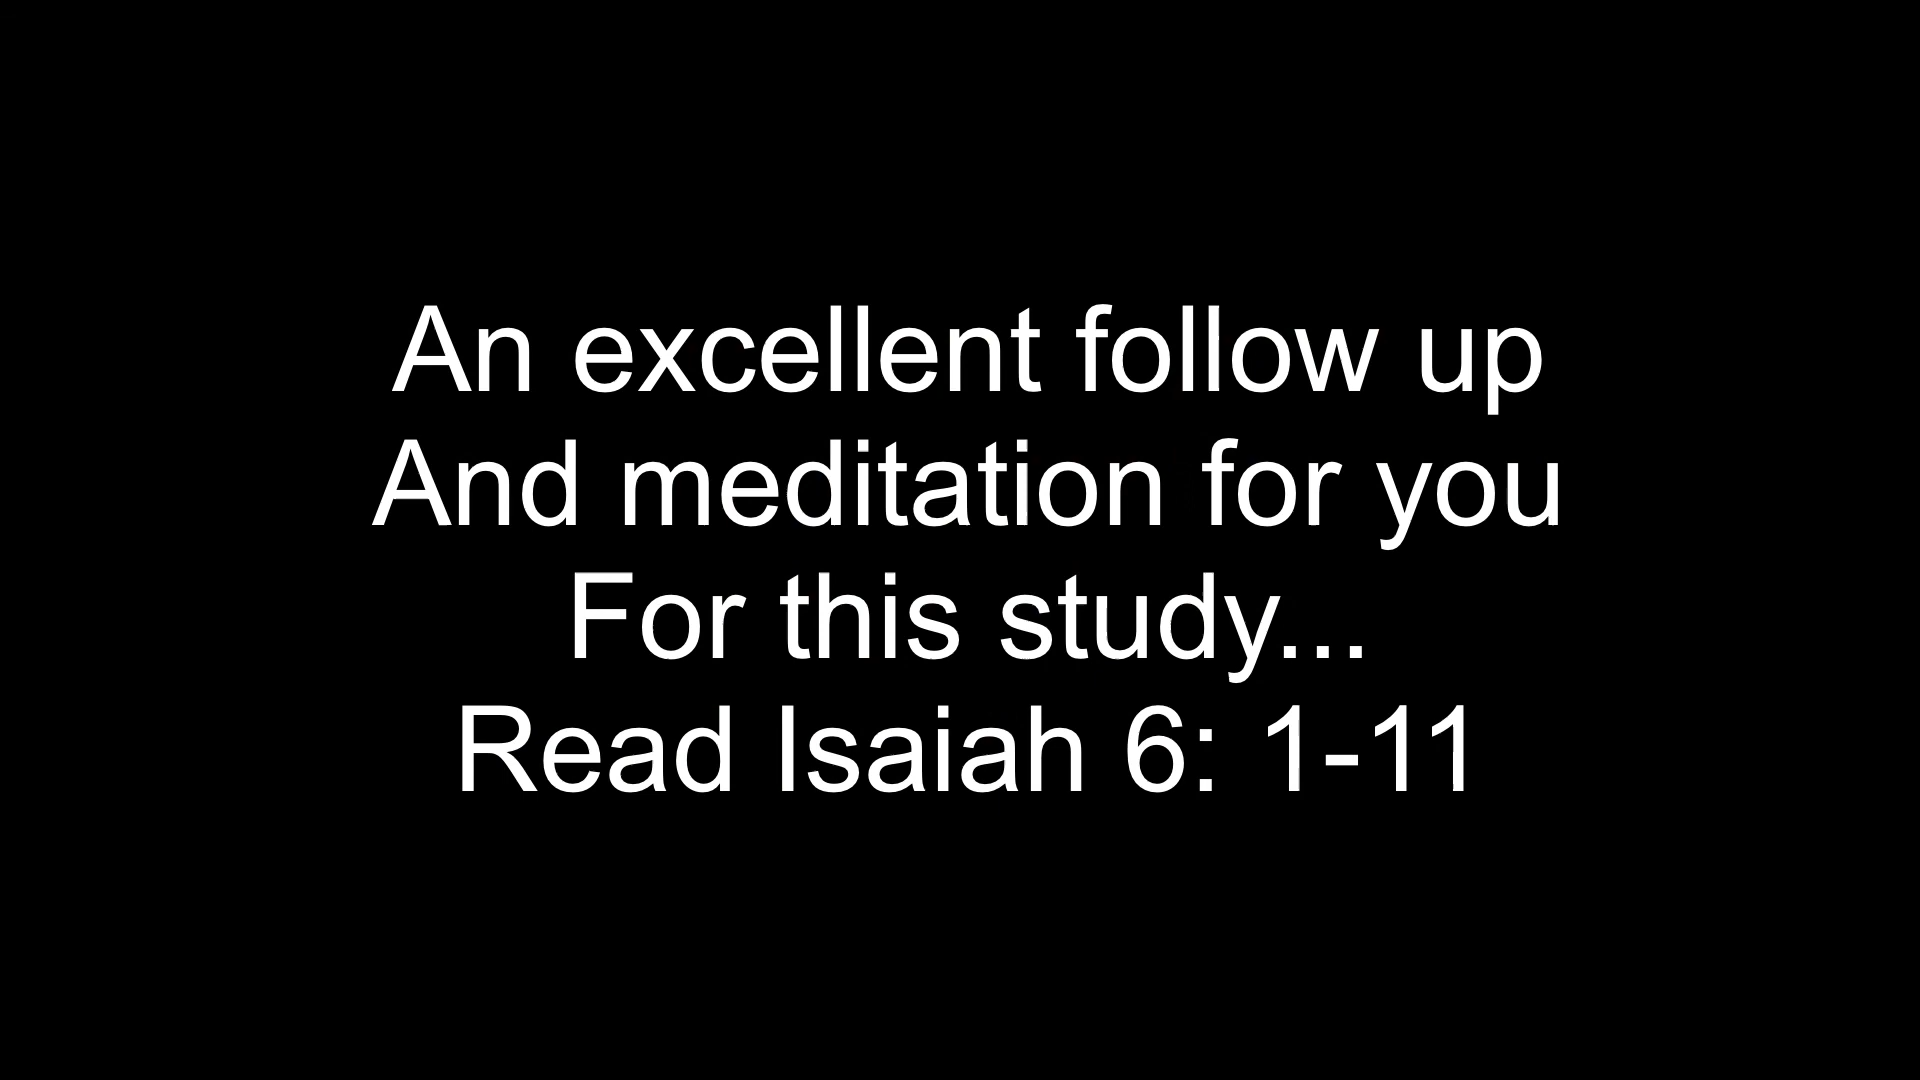 An excellent follow up
And meditation for you
For this study...
Read Isaiah 6: 1-11